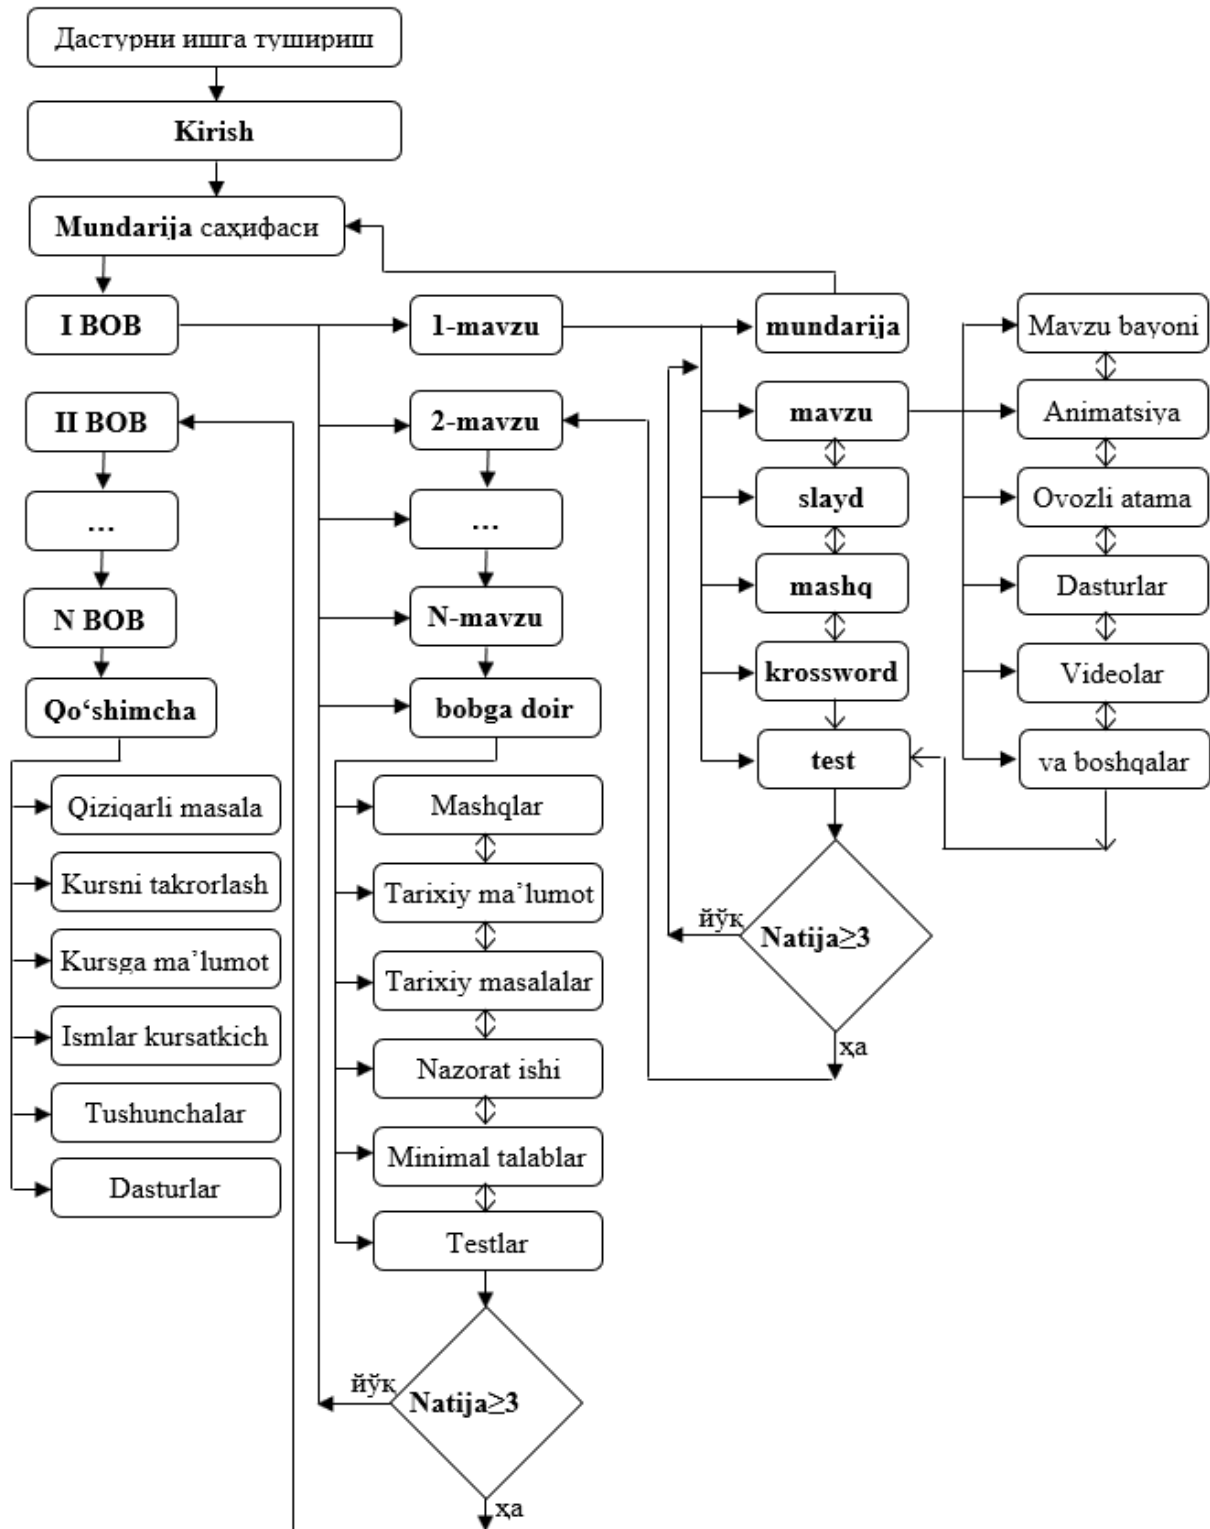 Дастурни ишга тушириш
Kirish
Mundarija саҳифаси
I BOB
1-mavzu
mundarija
Mavzu bayoni
II BOB
2-mavzu
mavzu
Animatsiya
...
...
slayd
Ovozli atama
N BOB
N-mavzu
mashq
Dasturlar
Qo‘shimcha
bobga doir
krossword
Videolar
test
va boshqalar
Qiziqarli masala
Mashqlar
Kursni takrorlash
Tarixiy ma’lumot
йўқ
Natija≥3
Kursga ma’lumot
Tarixiy masalalar
Ismlar kursatkich
Nazorat ishi
ҳа
Tushunchalar
Minimal talablar
Dasturlar
Testlar
йўқ
Natija≥3
ҳа